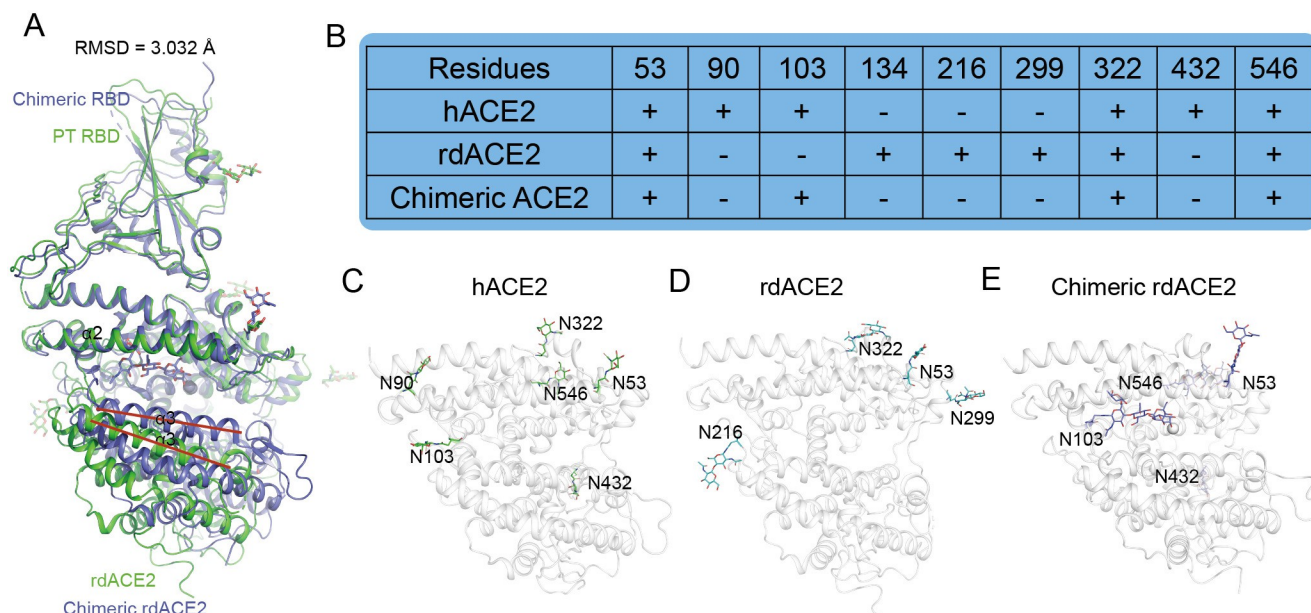 A
RMSD = 3.032 Å
Chimeric RBD
PT RBD
α2
α3
α3
rdACE2
Chimeric rdACE2
B
Residues 53 90 103 134 216 299 322 432 546
hACE2 + + + - - - + + +
rdACE2 + - - + + + + - +
Chimeric ACE2 + - + - - - + - +
C
hACE2
N322
N90
N546
N53
N103
N432
D
rdACE2
N322
N53
N299
N216
E
Chimeric rdACE2
N546
N53
N103
N432